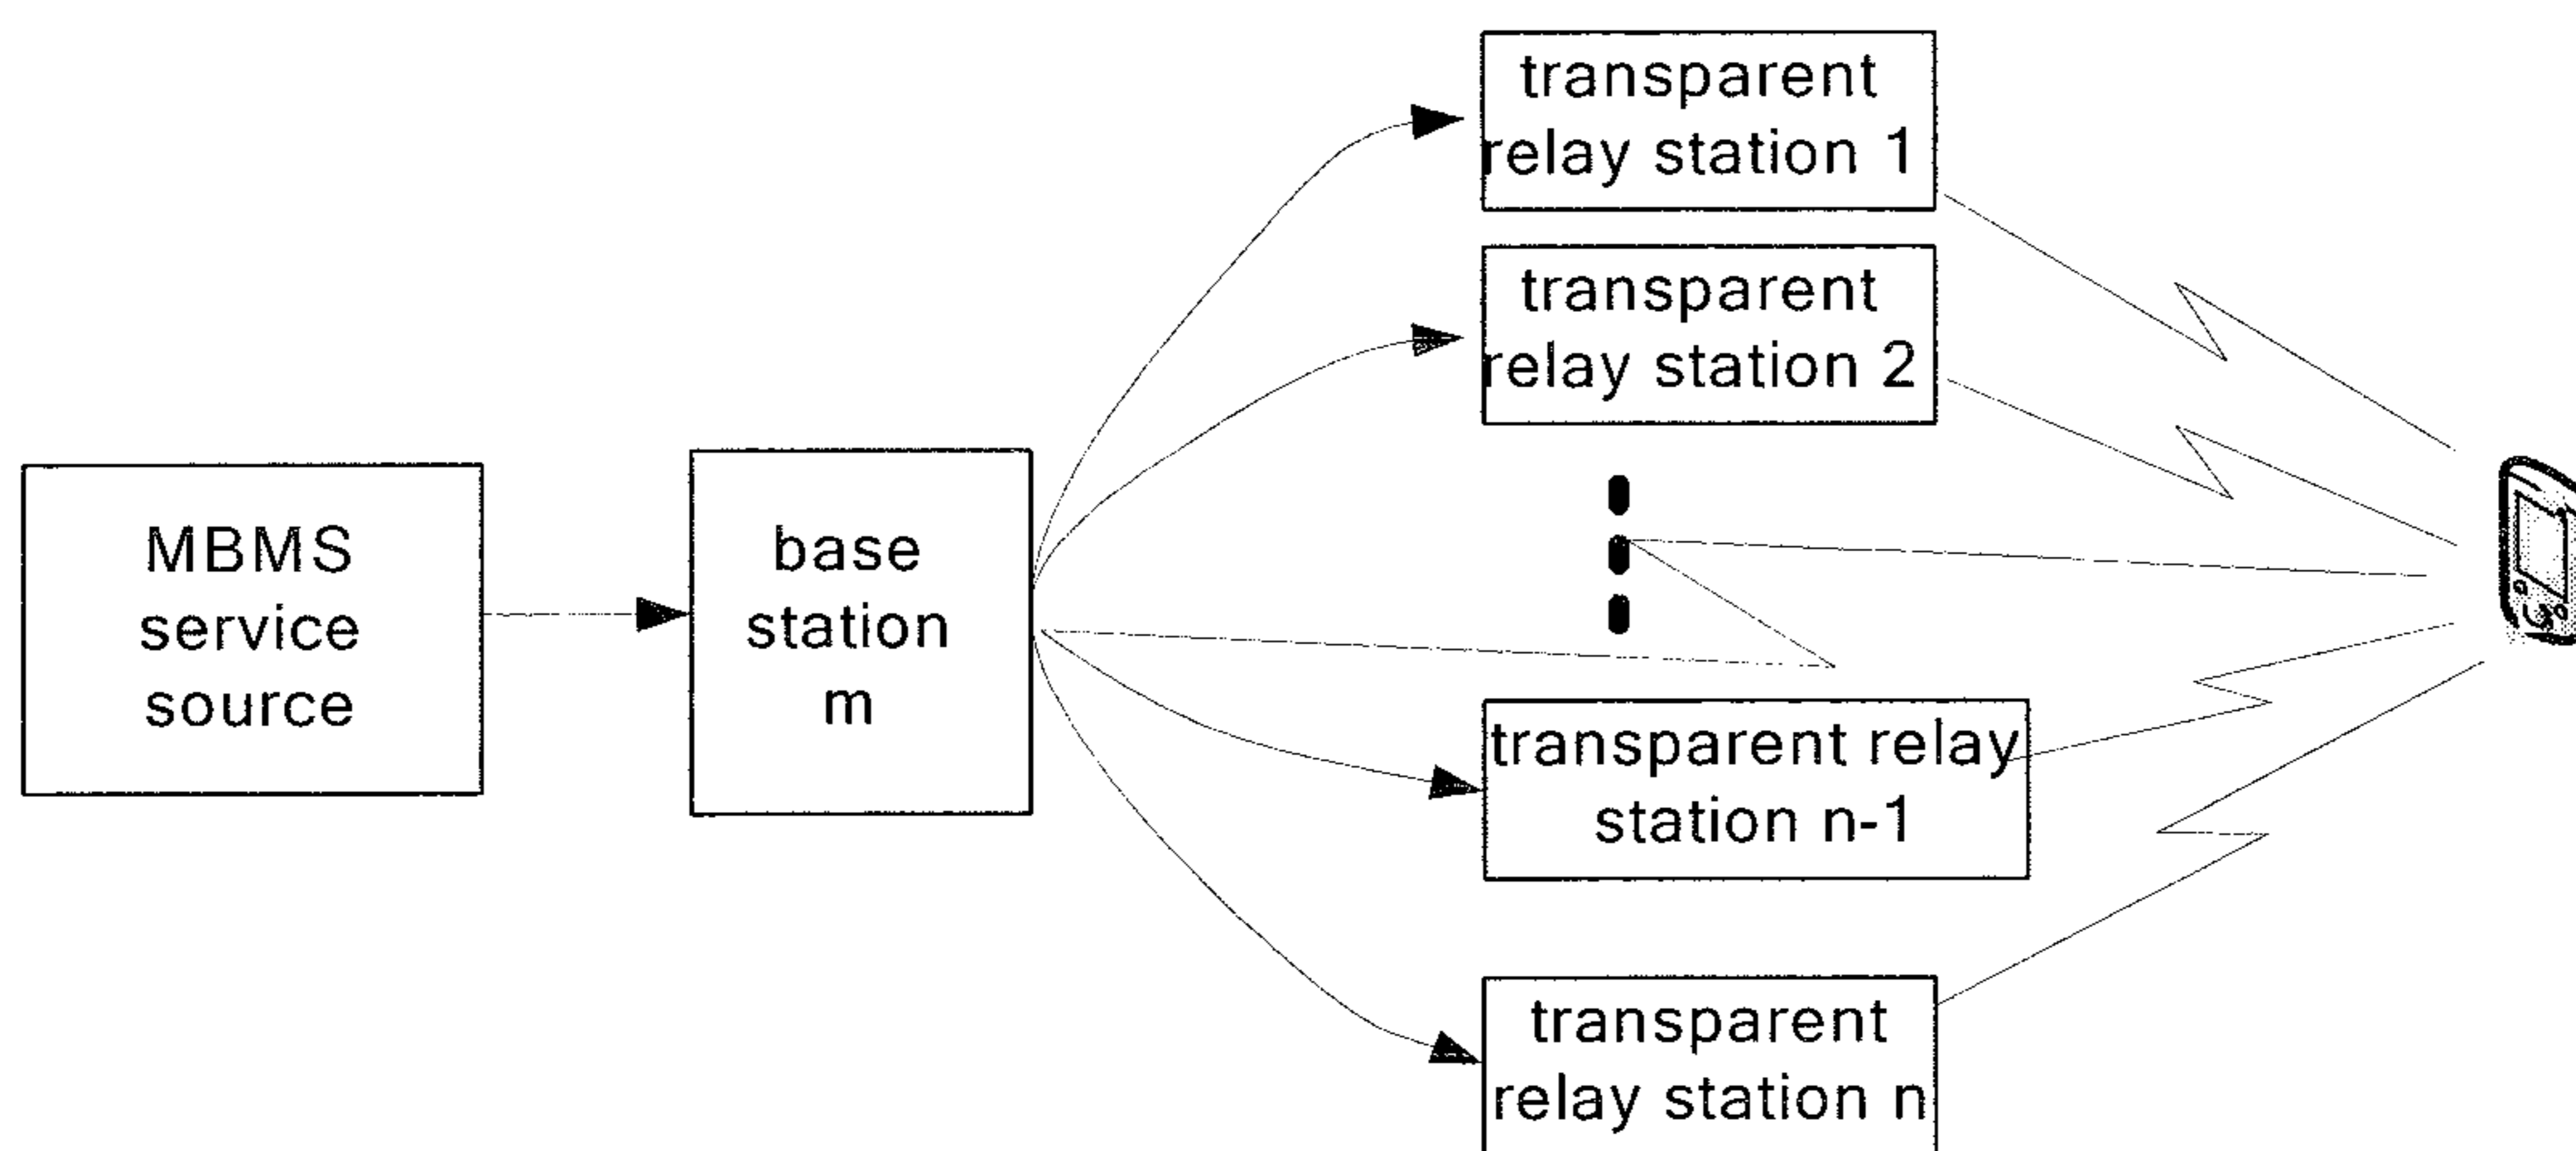 MBMS
service
source
base
station
m
transparent
relay station 1
transparent
relay station 2
transparent relay
station n-1
transparent
relay station n